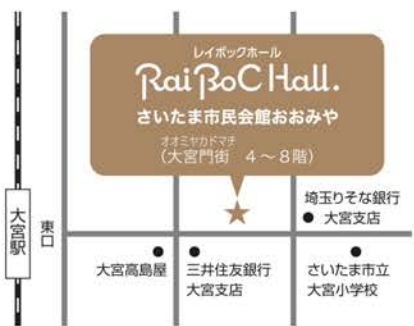 レイボックホール
RaiBoC Hall.
さいたま市民会館おおみや
オオミヤカドマチ
(大宮門街 4～8階)
埼玉りそな銀行
大宮支店
大宮駅
東口
大宮高島屋
三井住友銀行
大宮支店
さいたま市立
大宮小学校